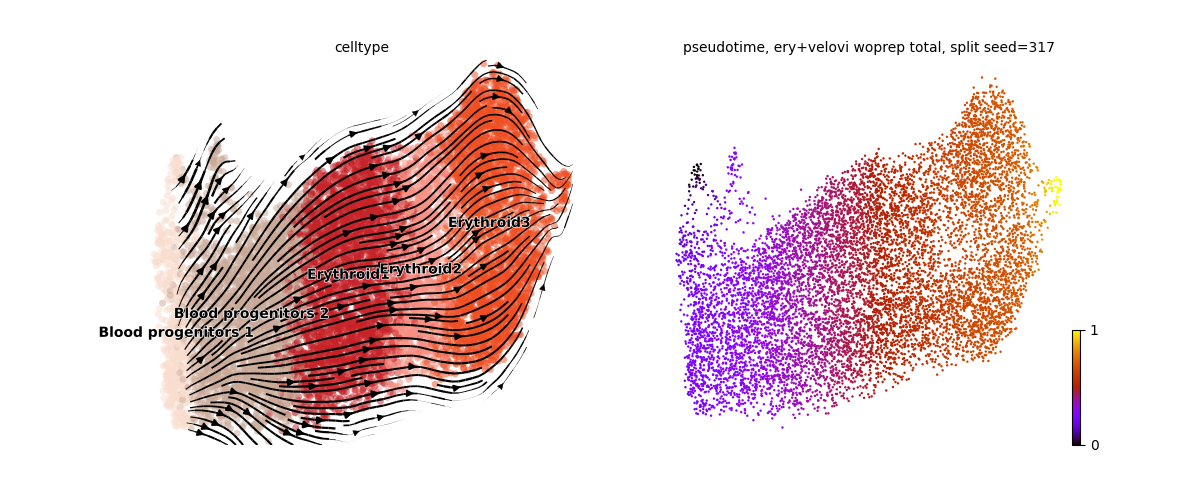 celltype
pseudotime, ery+velovi woprep total, split seed=317
Erythroid3
Erythroid1
Erythroid2
Blood progenitors 2
Blood progenitors 1
1
0